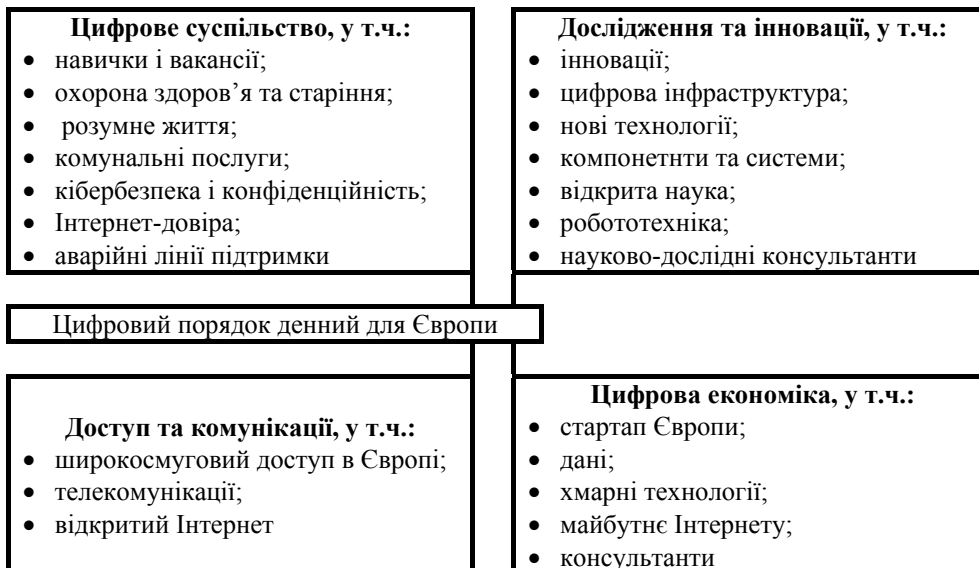 Цифрове суспільство, у т.ч.:
• навички і вакансії;
• охорона здоров’я та старіння;
• розумне життя;
• комунальні послуги;
• кібербезпека і конфіденційність;
• Інтернет-довіра;
• аварійні лінії підтримки
Дослідження та інновації, у т.ч.:
• інновації;
• цифрова інфраструктура;
• нові технології;
• компонетнти та системи;
• відкрита наука;
• робототехніка;
• науково-дослідні консультанти
Цифровий порядок денний для Європи
Доступ та комунікації, у т.ч.:
• широкосмуговий доступ в Європі;
• телекомунікації;
• відкритий Інтернет
Цифрова економіка, у т.ч.:
• стартап Європи;
• дані;
• хмарні технології;
• майбутнє Інтернету;
• консультанти